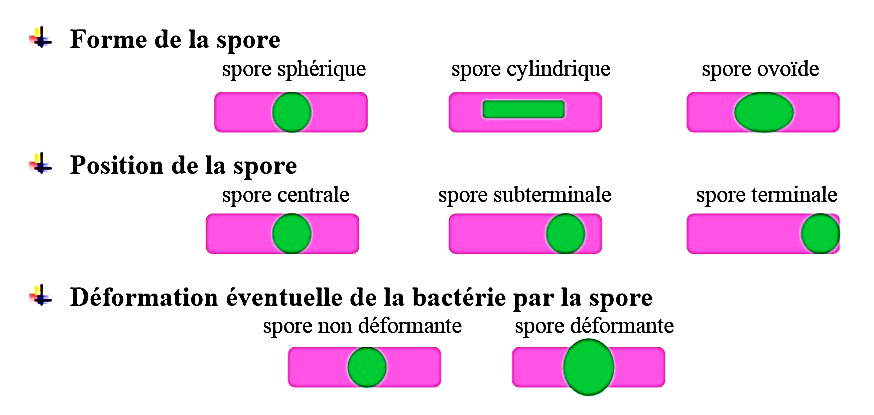 Forme de la spore
spore sphérique spore cylindrique spore ovoïde
Position de la spore
spore centrale spore subterminale spore terminale
Déformation éventuelle de la bactérie par la spore
spore non déformante spore déformante